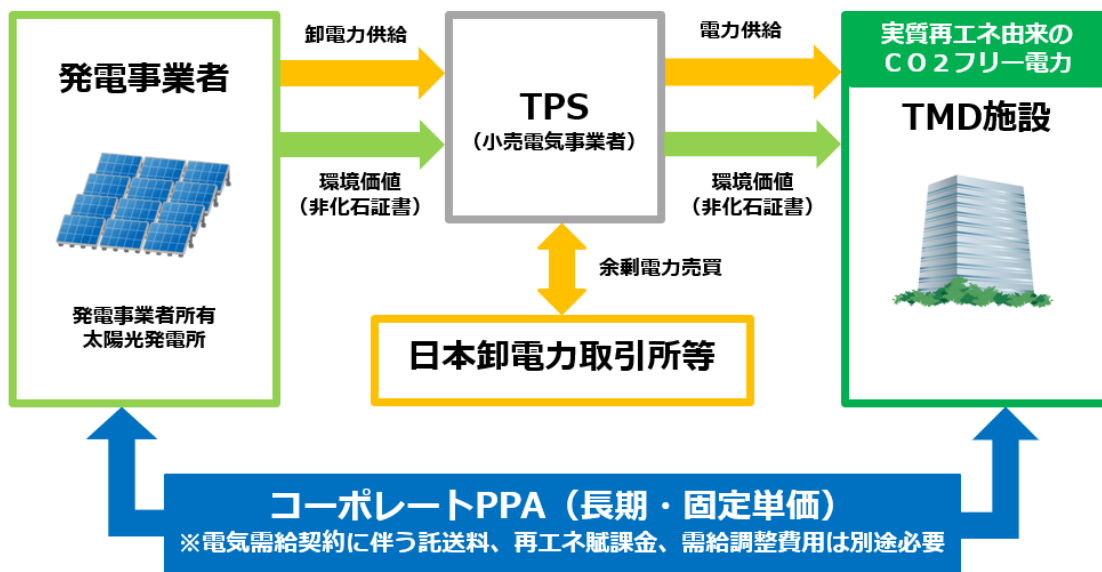 発電事業者
発電事業者所有
太陽光発電所
卸電力供給
環境価値
（非化石証書）
TPS
（小売電気事業者）
電力供給
環境価値
（非化石証書）
実質再エネ由来の
ＣＯ２フリー電力
TMD施設
余剰電力売買
日本卸電力取引所等
コーポレートPPA（長期・固定単価）
※電気需給契約に伴う託送料、再エネ賦課金、需給調整費用は別途必要